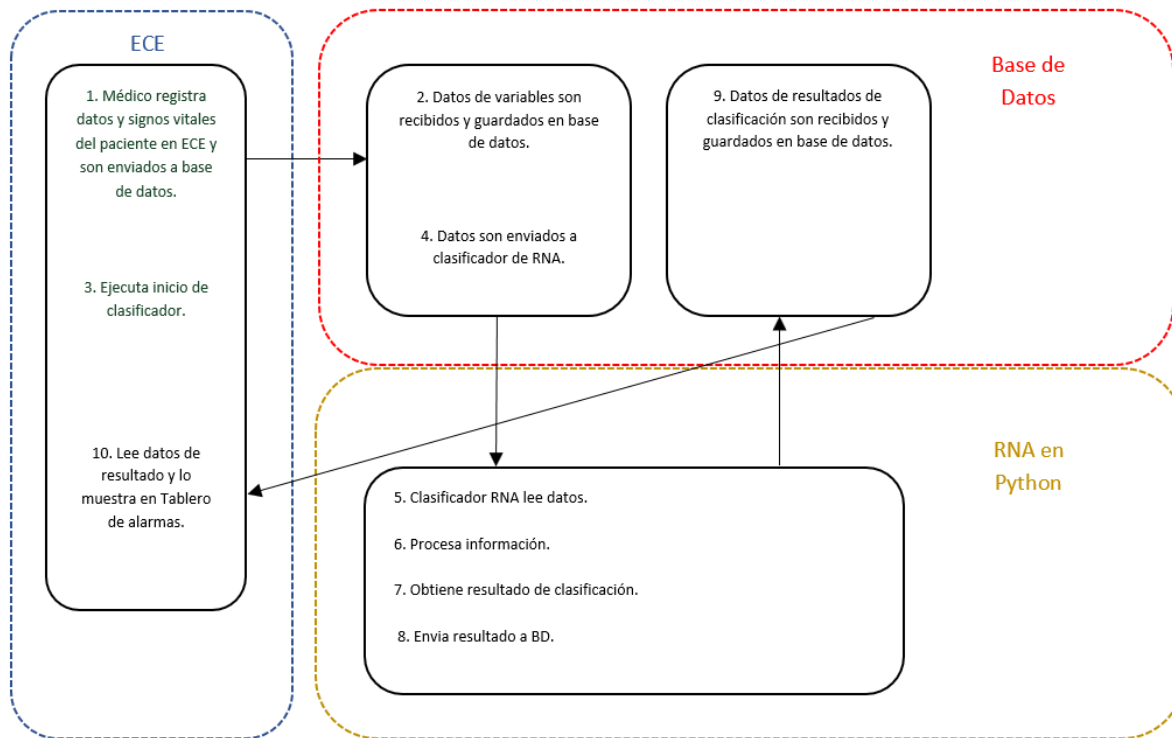 ECE
1. Médico registra
datos y signos vitales
del paciente en ECE y
son enviados a base
de datos.
3. Ejecuta inicio de
clasificador.
10. Lee datos de
resultado y lo
muestra en Tablero
de alarmas.
Base de
Datos
2. Datos de variables son
recibidos y guardados en base
de datos.
4. Datos son enviados a
clasificador de RNA.
9. Datos de resultados de
clasificación son recibidos y
guardados en base de datos.
RNA en
Python
5. Clasificador RNA lee datos.
6. Procesa información.
7. Obtiene resultado de clasificación.
8. Envia resultado a BD.